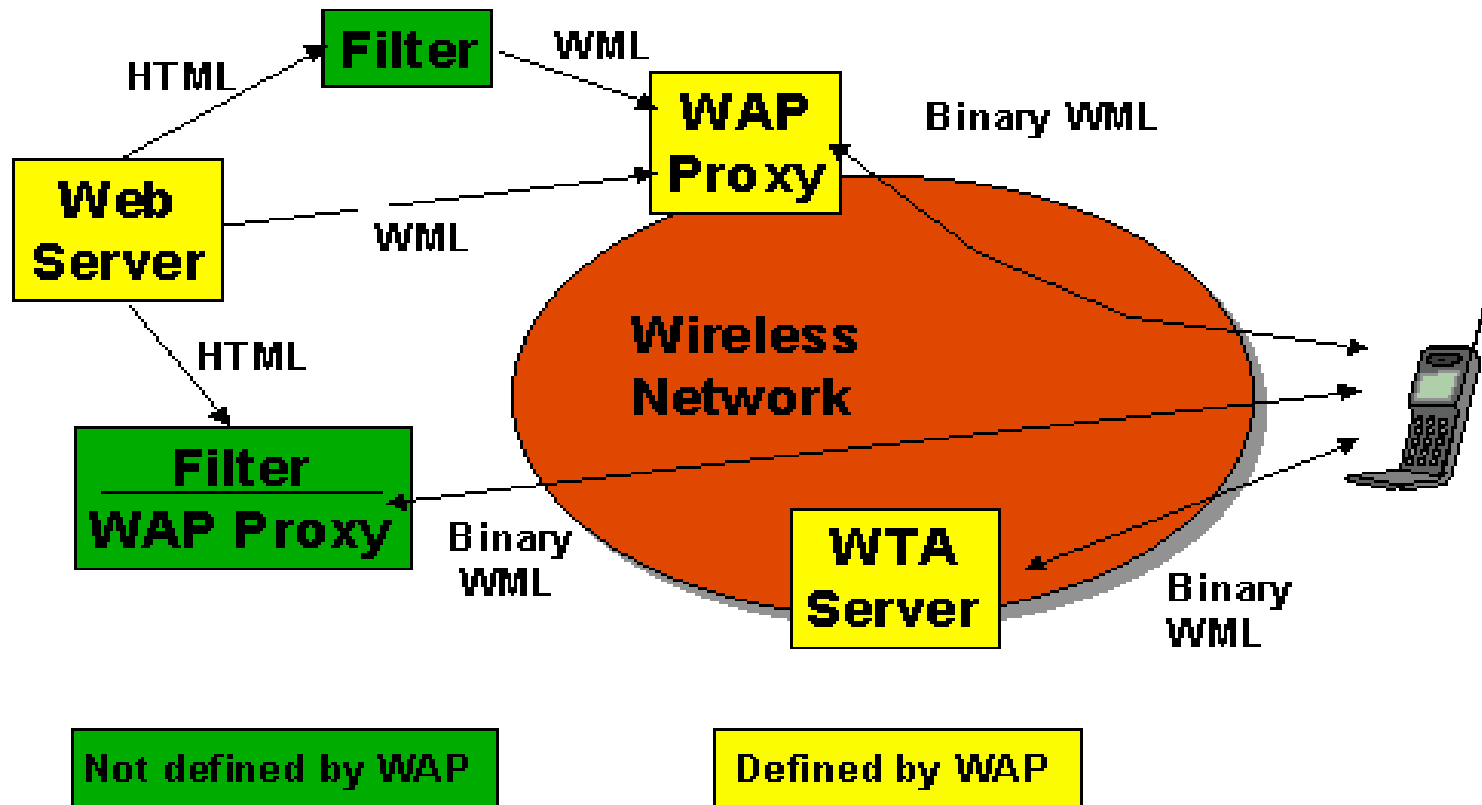 Filter
WML
HTML
WAP
Proxy
Binary WML
Web
Server
WML
Wireless
Network
HTML
Filter
WAP Proxy
Binary
WML
WTA
Server
Binary
WML
Not defined by WAP
Defined by WAP